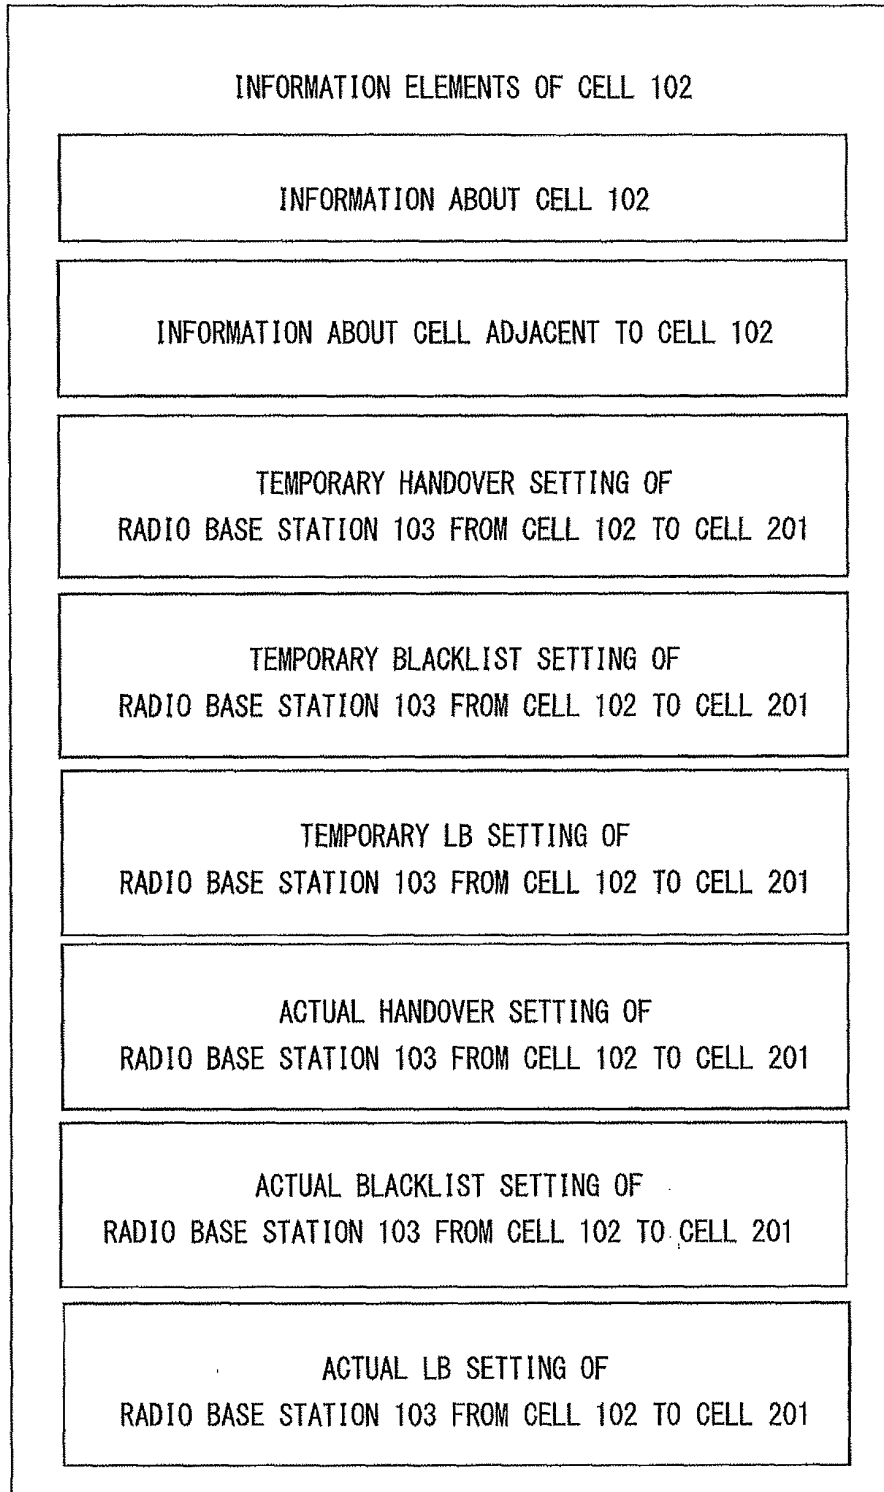 INFORMATION ELEMENTS OF CELL 102
INFORMATION ABOUT CELL 102
INFORMATION ABOUT CELL ADJACENT TO CELL 102
TEMPORARY HANDOVER SETTING OF
RADIO BASE STATION 103 FROM CELL 102 TO CELL 201
TEMPORARY BLACKLIST SETTING OF
RADIO BASE STATION 103 FROM CELL 102 TO CELL 201
TEMPORARY LB SETTING OF
RADIO BASE STATION 103 FROM CELL 102 TO CELL 201
ACTUAL HANDOVER SETTING OF
RADIO BASE STATION 103 FROM CELL 102 TO CELL 201
ACTUAL BLACKLIST SETTING OF
RADIO BASE STATION 103 FROM CELL 102 TO CELL 201
ACTUAL LB SETTING OF
RADIO BASE STATION 103 FROM CELL 102 TO CELL 201